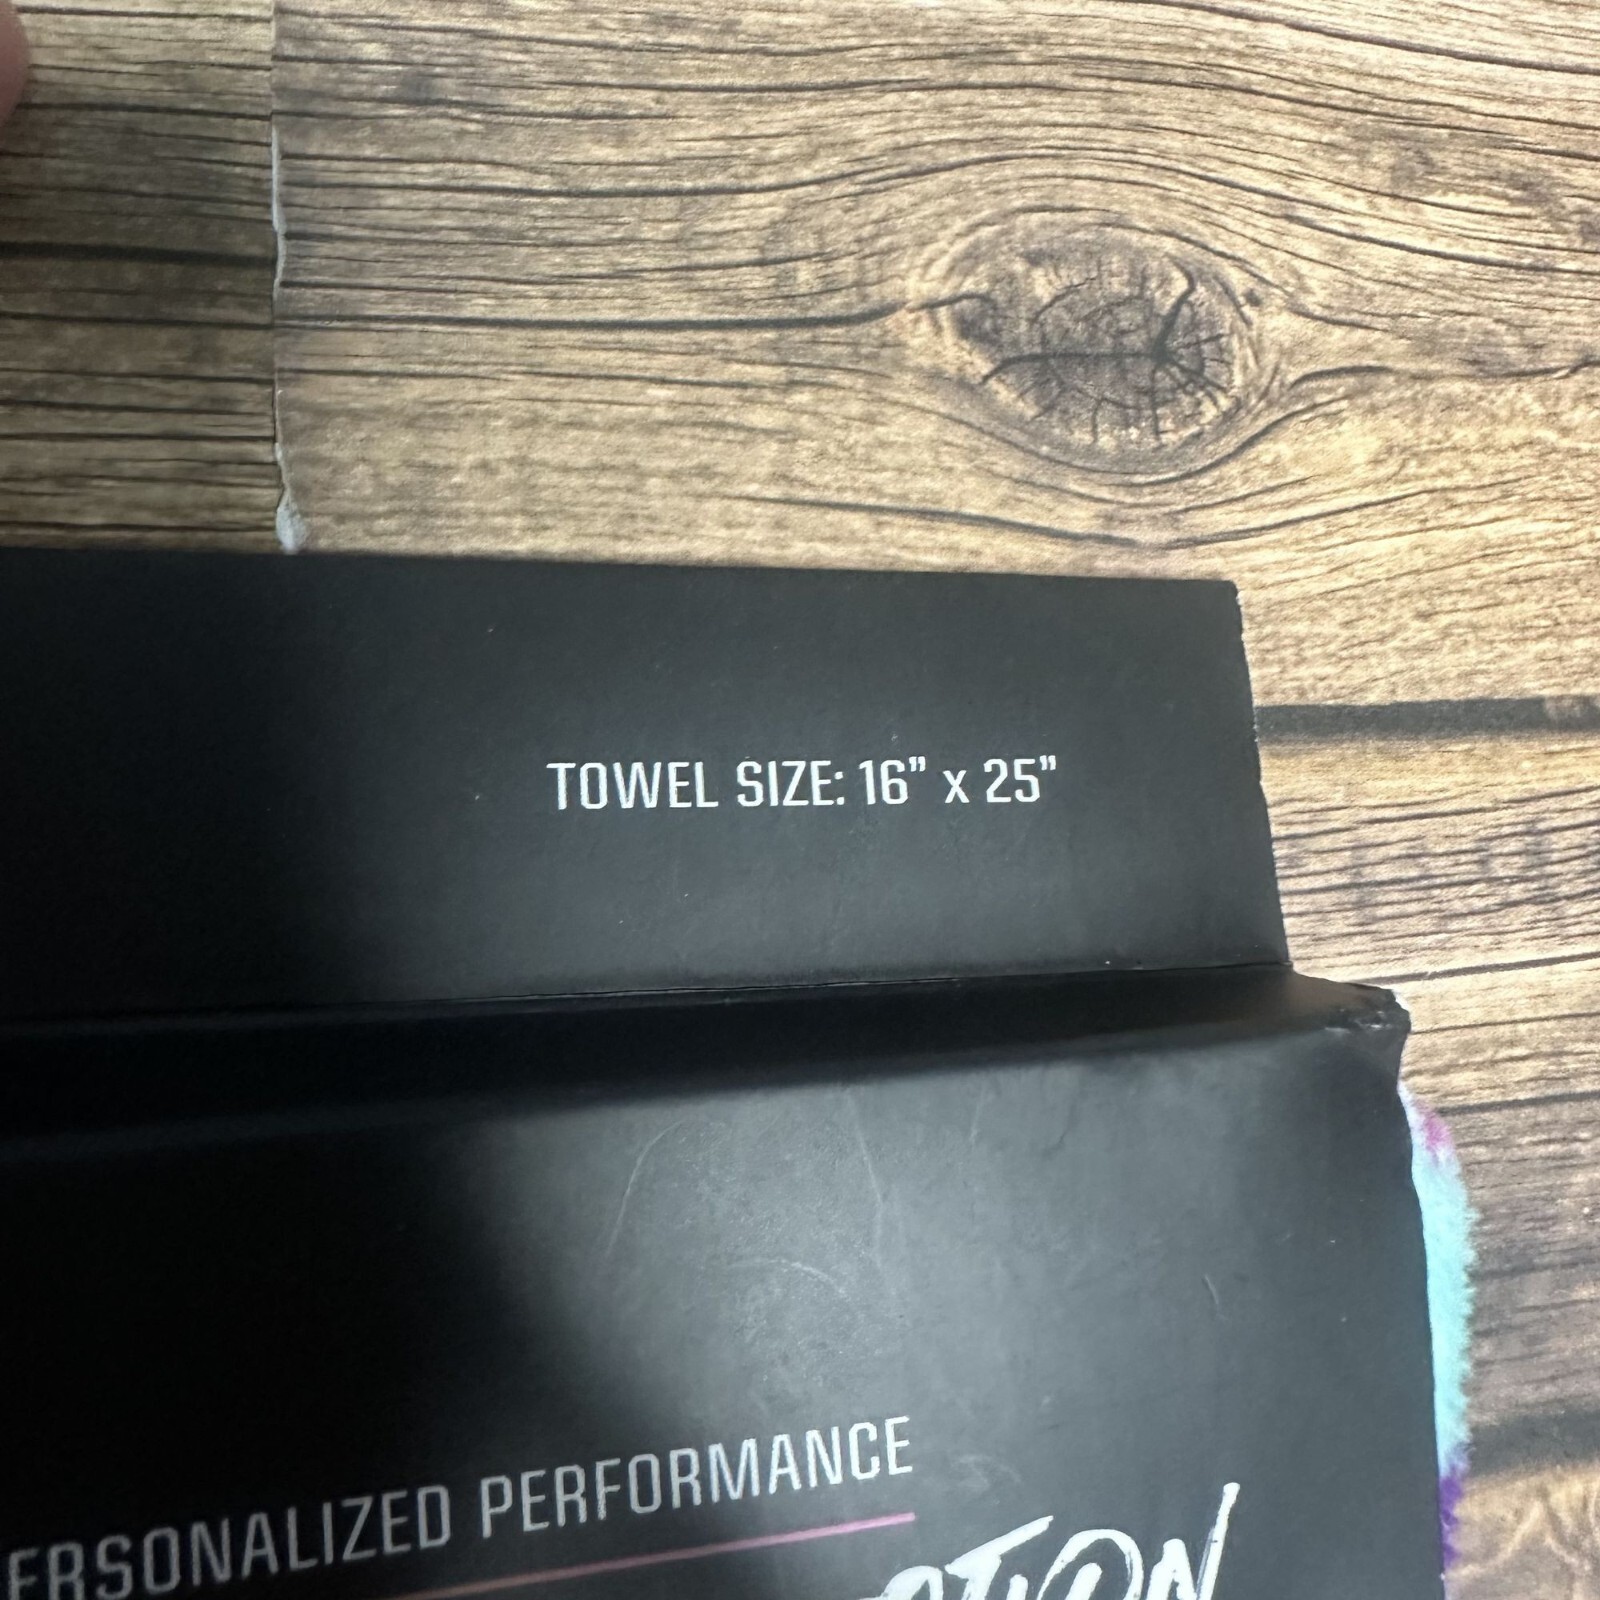 TOWEL SIZE: 16” x 25”
ERSONALIZED PERFORMANCE